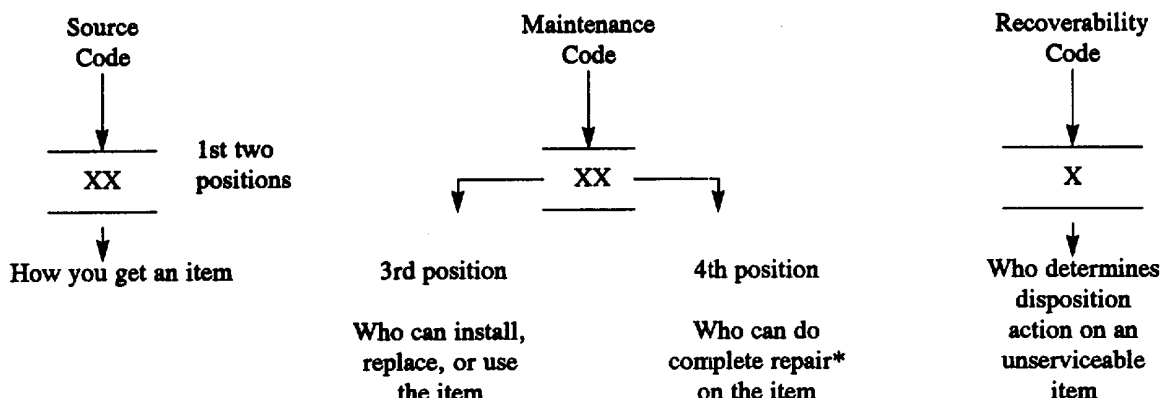 Source
Code
Maintenance
Code
Recoverability
Code
XX
1st two
positions
XX
X
How you get an item
3rd position
4th position
Who can install,
replace, or use
the item
Who can do
complete repair*
on the item
Who determines
disposition
action on an
unserviceable
item